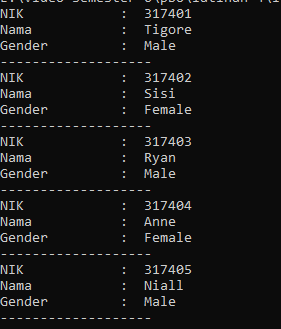 NIK : 317401
Nama : Tigore
Gender : Male
-------------------
NIK : 317402
Nama : Sisi
Gender : Female
-------------------
NIK : 317403
Nama : Ryan
Gender : Male
-------------------
NIK : 317404
Nama : Anne
Gender : Female
-------------------
NIK : 317405
Nama : Niall
Gender : Male
-------------------